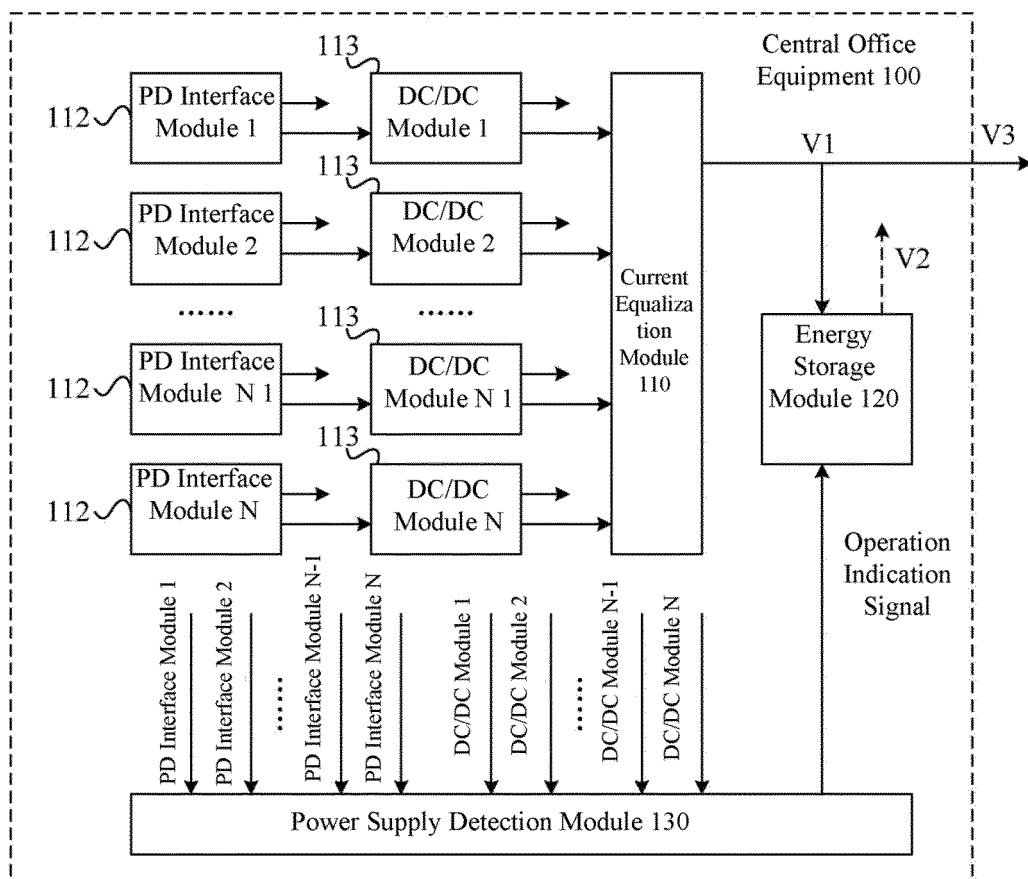 113
113
Central Office
Equipment 100
112
PD Interface
Module 1
DC/DC
Module 1
V1
V3
113
112
PD Interface
Module 2
DC/DC
Module 2
V2
Current
Equaliza
tion
Module
110
......
......
113
112
PD Interface
Module N 1
DC/DC
Module N 1
Energy
Storage
Module 120
113
112
PD Interface
Module N
DC/DC
Module N
Operation
Indication
Signal
PD Interface Module 1
PD Interface Module 2
......
PD Interface Module N-1
PD Interface Module N
DC/DC Module 1
DC/DC Module 2
......
DC/DC Module N-1
DC/DC Module N
Power Supply Detection Module 130